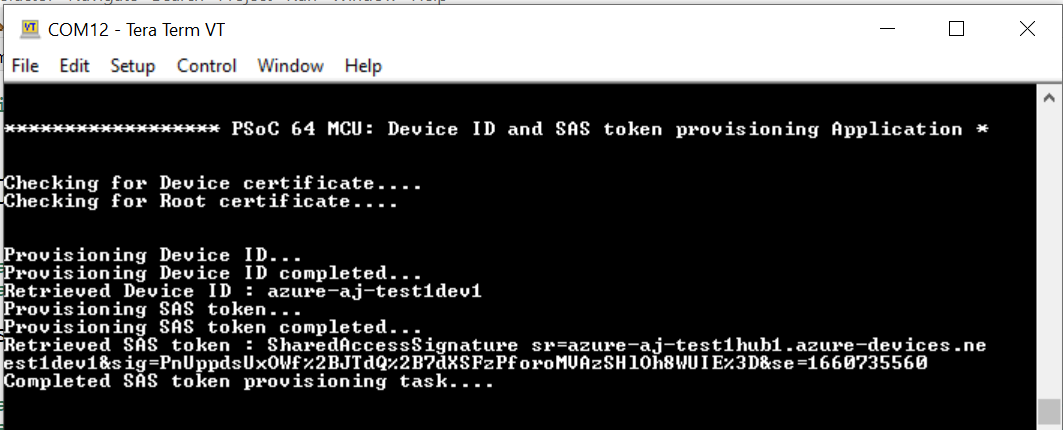 COM12 - Tera Term VT
File Edit Setup Control Window Help
****************** PSoC 64 MCU: Device ID and SAS token provisioning Application *
Checking for Device certificate....
Checking for Root certificate....
Provisioning Device ID...
Provisioning Device ID completed...
Retrieved Device ID : azure-aj-test1dev1
Provisioning SAS token...
Provisioning SAS token completed...
Retrieved SAS token : SharedAccessSignature sr=azure-aj-test1hub1.azure-devices.ne
est1dev1&sig=PnUppdsUxOWf%2BJTdQ%2B7dXSFzPforoMVAzSHlOh8WUIE%3D&se=1660735560
Completed SAS token provisioning task....